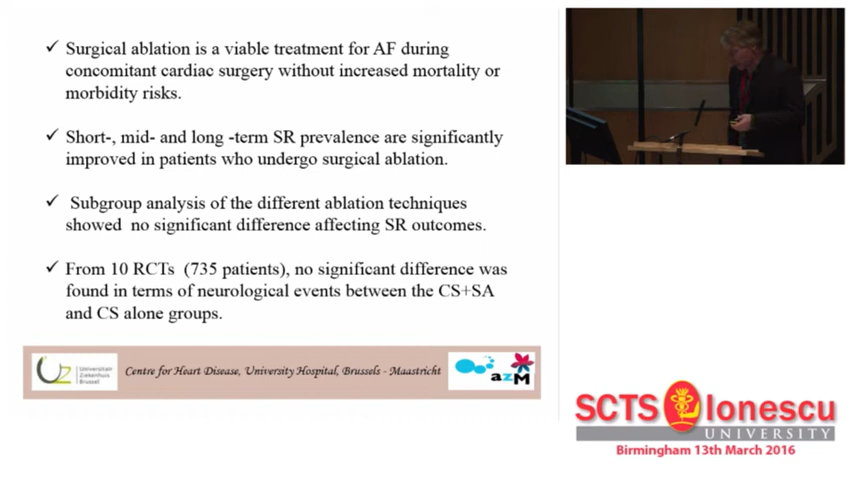 ✓ Surgical ablation is a viable treatment for AF during
concomitant cardiac surgery without increased mortality or
morbidity risks.
✓ Short-, mid- and long -term SR prevalence are significantly
improved in patients who undergo surgical ablation.
✓ Subgroup analysis of the different ablation techniques
showed no significant difference affecting SR outcomes.
✓ From 10 RCTs (735 patients), no significant difference was
found in terms of neurological events between the CS+SA
and CS alone groups.
UZ
Universitair
Ziekenhuis
Brussel
Centre for Heart Disease, University Hospital, Brussels - Maastricht
azM
SCTS Ionescu
UNIVERSITY
Birmingham 13th March 2016